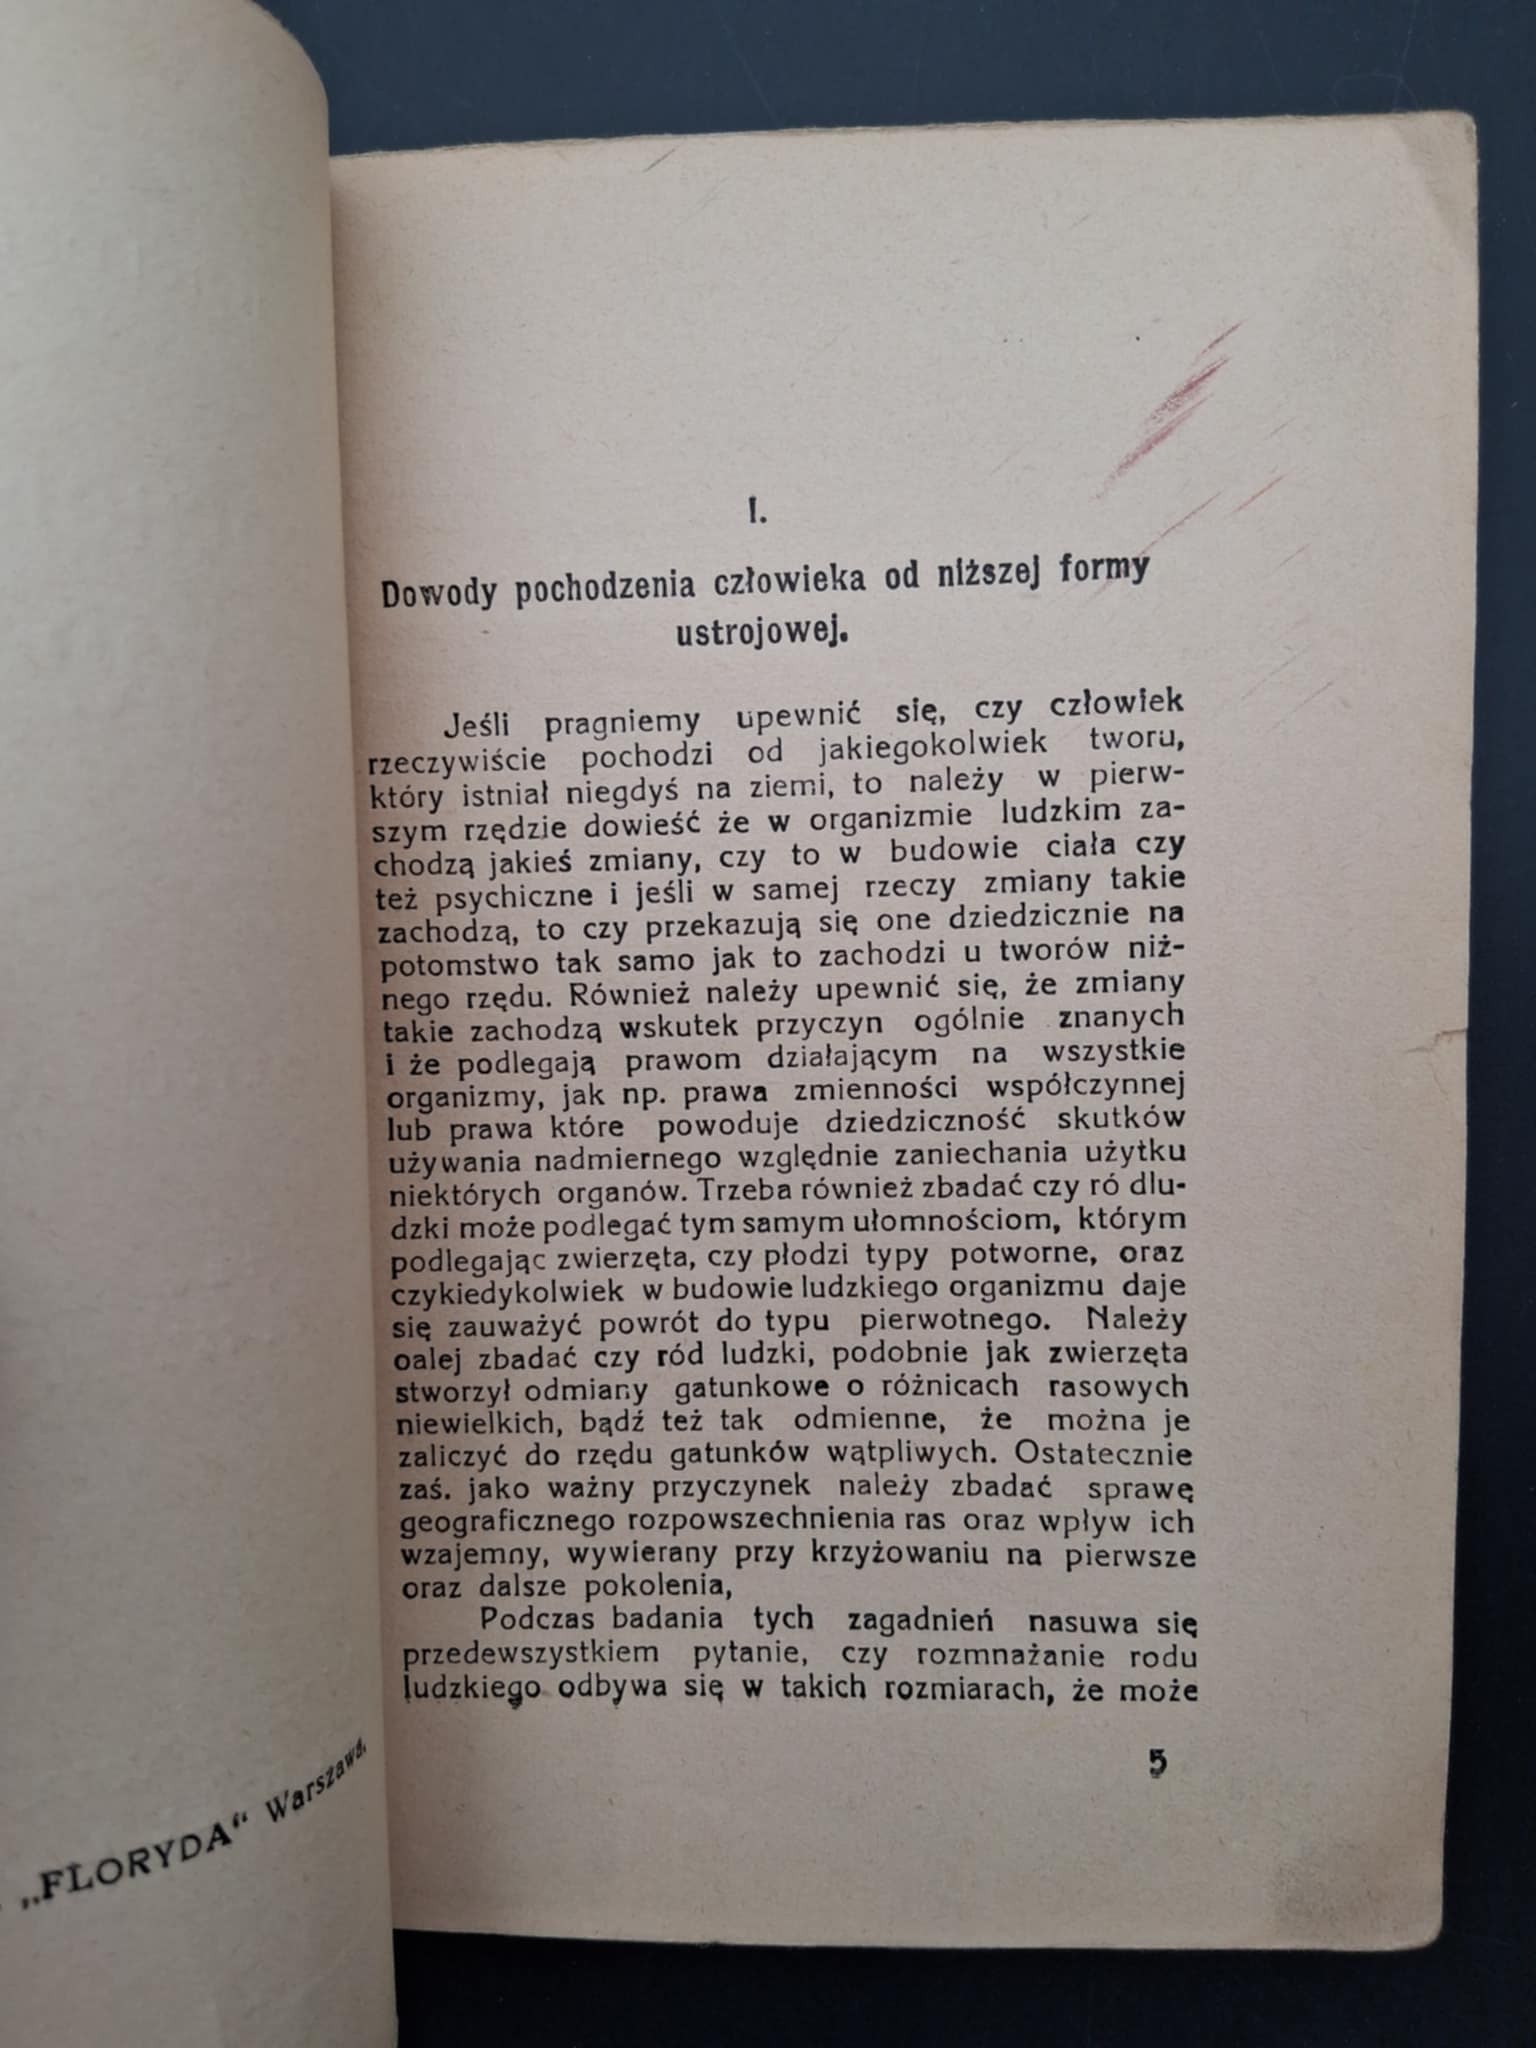 „FLORYDA“ Warszawa.
I.
Dowody pochodzenia człowieka od niższej formy
ustrojowej.
Jeśli pragniemy upewnić się, czy człowiek
rzeczywiście pochodzi od jakiegokolwiek tworu,
który istniał niegdyś na ziemi, to należy w pierw-
szym rzędzie dowieść że w organizmie ludzkim za-
chodzą jakieś zmiany, czy to w budowie ciała czy
też psychiczne i jeśli w samej rzeczy zmiany takie
zachodzą, to czy przekazują się one dziedzicznie na
potomstwo tak samo jak to zachodzi u tworów niż-
nego rzędu. Również należy upewnić się, że zmiany
takie zachodzą wskutek przyczyn ogólnie znanych
i że podlegają prawom działającym na wszystkie
organizmy, jak np. prawa zmienności współczynnej
lub prawa które powoduje dziedziczność skutków
używania nadmiernego względnie zaniechania użytku
niektórych organów. Trzeba również zbadać czy ró dlu-
dzki może podlegać tym samym ułomnościom, którym
podlegając zwierzęta, czy płodzi typy potworne, oraz
czykiedykolwiek w budowie ludzkiego organizmu daje
się zauważyć powrót do typu pierwotnego. Należy
oalej zbadać czy ród ludzki, podobnie jak zwierzęta
stworzył odmiany gatunkowe o różnicach rasowych
niewielkich, bądź też tak odmienne, że można je
zaliczyć do rzędu gatunków wątpliwych. Ostatecznie
zaś. jako ważny przyczynek należy zbadać sprawę
geograficznego rozpowszechnienia ras oraz wpływ ich
wzajemny, wywierany przy krzyżowaniu na pierwsze
oraz dalsze pokolenia,
Podczas badania tych zagadnień nasuwa się
przedewszystkiem pytanie, czy rozmnażanie rodu
ludzkiego odbywa się w takich rozmiarach, że może
5